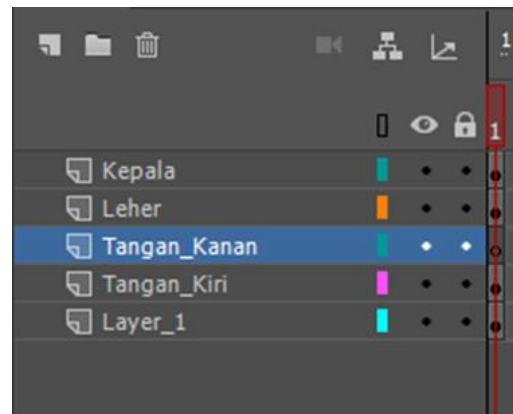 1
1
Kepala
Leher
Tangan_Kanan
Tangan_Kiri
Layer_1